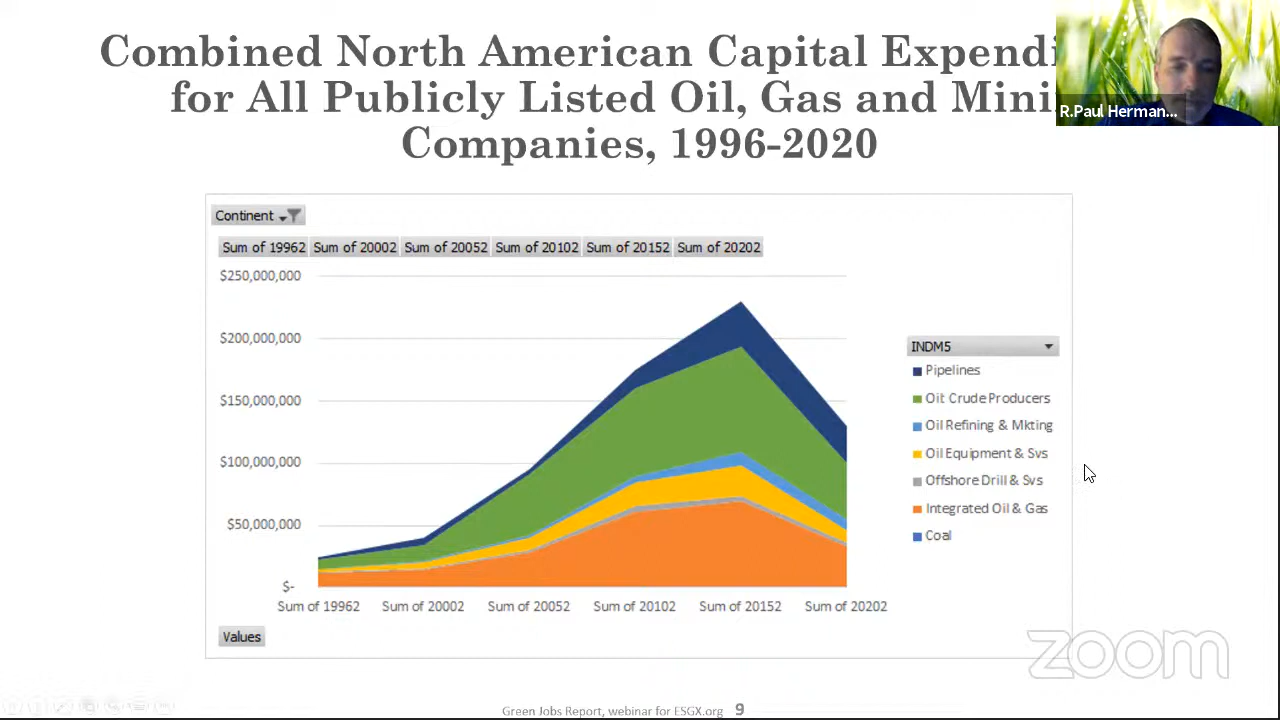 Combined North American Capital Expendi
for All Publicly Listed Oil, Gas and Mini
Companies, 1996-2020
R.Paul Herman...
Continent
Sum of 19962 Sum of 20002 Sum of 20052 Sum of 20102 Sum of 20152 Sum of 20202
$250,000,000
$200,000,000
$150,000,000
$100,000,000
$50,000,000
$-
Sum of 19962 Sum of 20002 Sum of 20052 Sum of 20102 Sum of 20152 Sum of 20202
INDM5
Pipelines
Oil: Crude Producers
Oil Refining & Mkting
Oil Equipment & Svs
Offshore Drill & Svs
Integrated Oil & Gas
Coal
Values
zoom
Green Jobs Report, webinar for ESGX.org 9